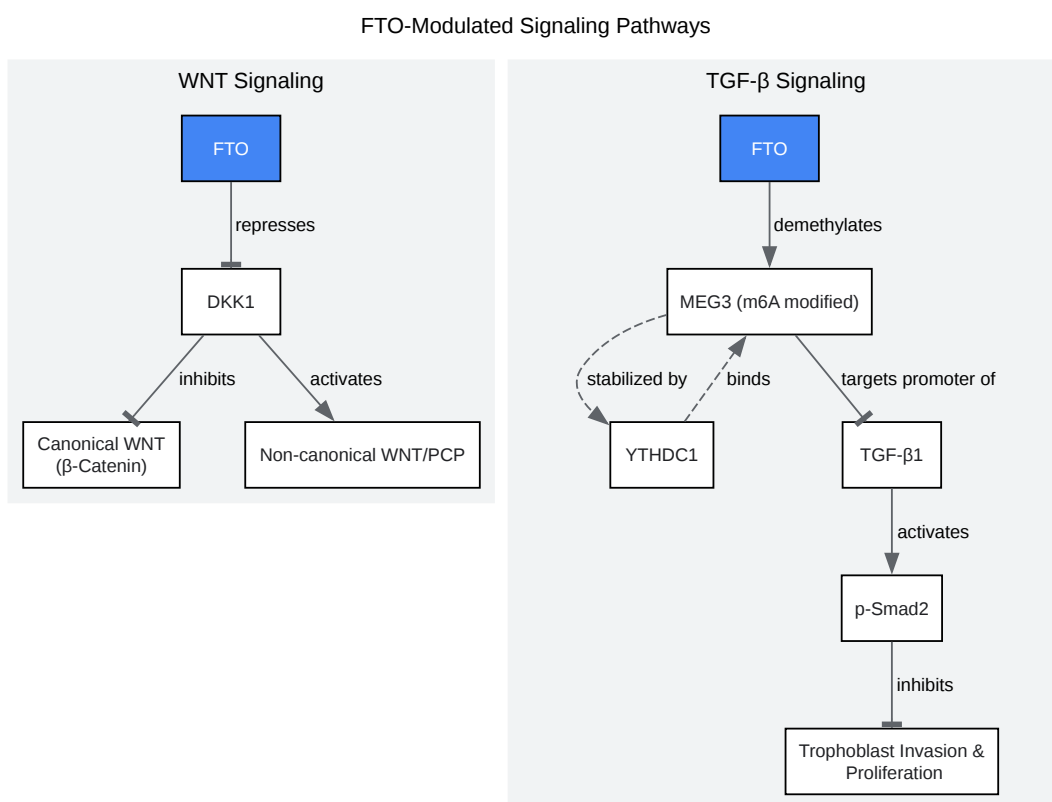 FTO-Modulated Signaling Pathways
WNT Signaling
FTO
represses
DKK1
inhibits
activates
Canonical WNT
(β-Catenin)
Non-canonical WNT/PCP
TGF-β Signaling
FTO
demethylates
MEG3 (m6A modified)
stabilized by
binds
targets promoter of
YTHDC1
TGF-β1
activates
p-Smad2
inhibits
Trophoblast Invasion &
Proliferation